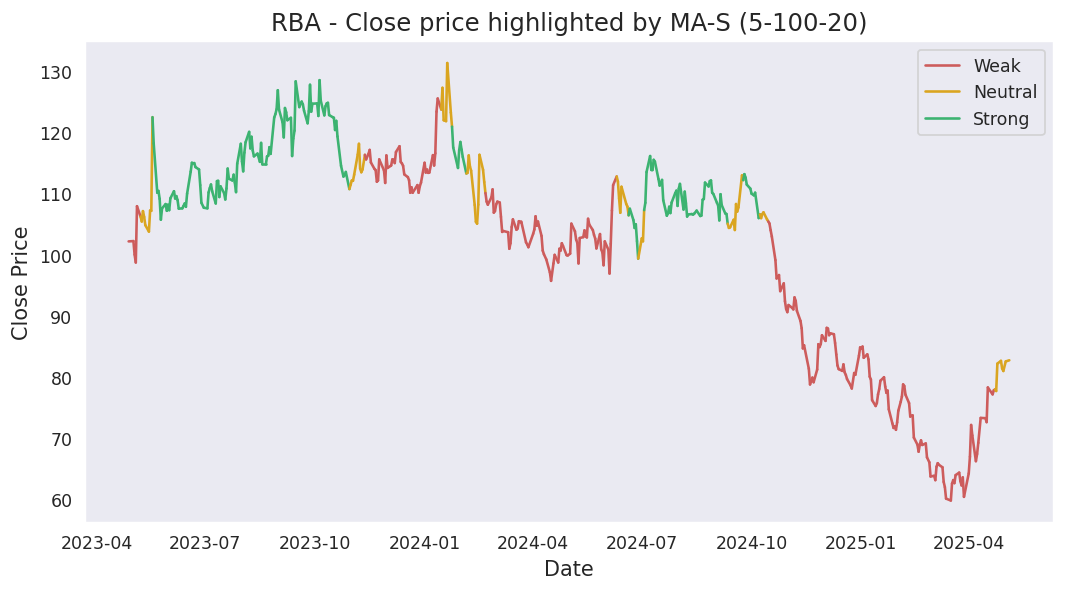 RBA - Close price highlighted by MA-S (5-100-20)
Weak
Neutral
Strong
130
120
110
100
90
80
70
60
Close Price
2023-04 2023-07 2023-10 2024-01 2024-04 2024-07 2024-10 2025-01 2025-04
Date